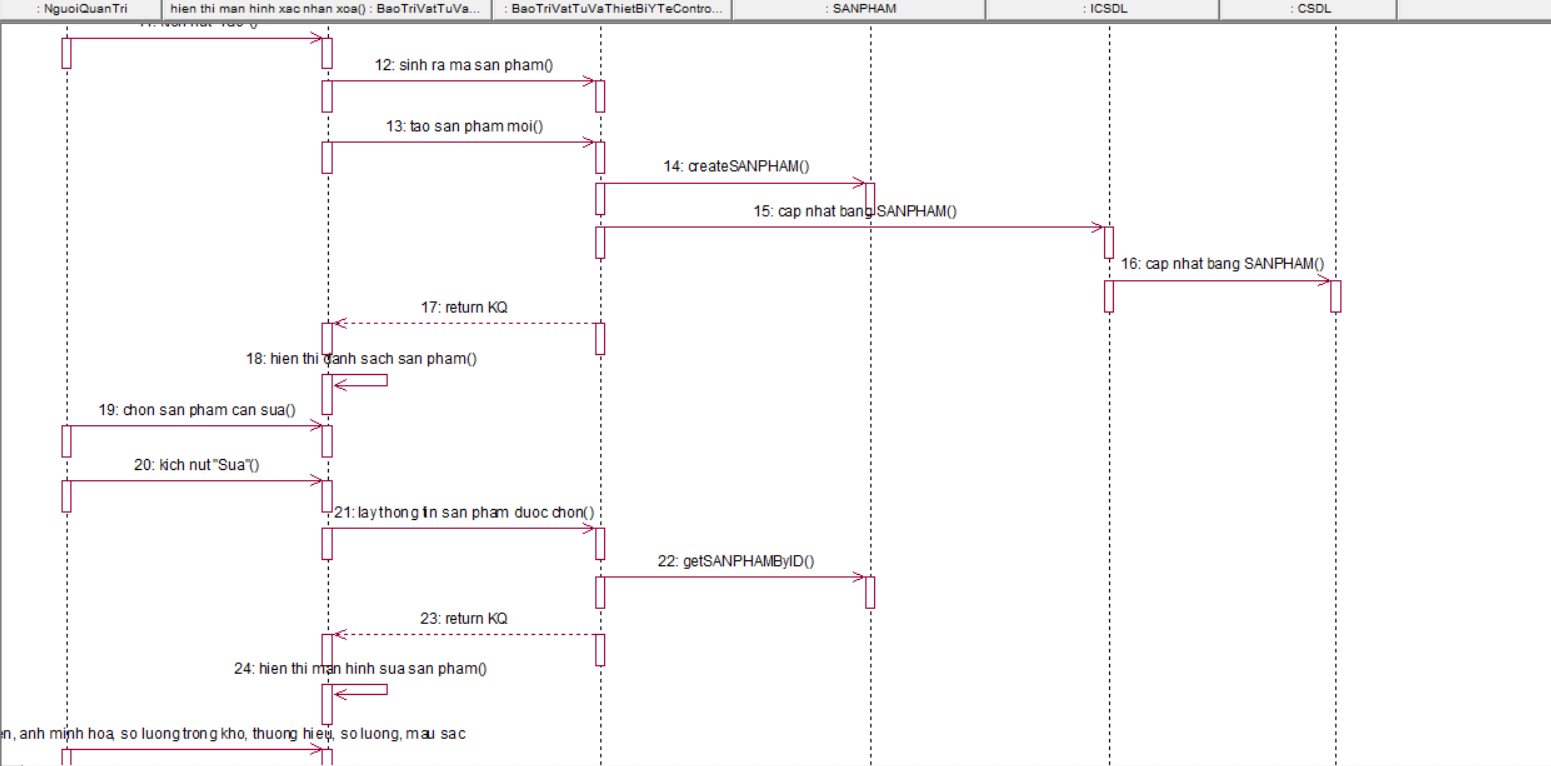 : NguoiQuanTri
hien thi man hinh xac nhan xoa() : BaoTriVatTuVa...
: BaoTriVatTuVaThietBiYTeContro...
: SANPHAM
: ICSDL
: CSDL
12: sinh ra ma san pham()
13: tao san pham moi()
14: createSANPHAM()
15: cap nhat bang SANPHAM()
16: cap nhat bang SANPHAM()
17: return KQ
18: hien thi danh sach san pham()
19: chon san pham can sua()
20: kich nut "Sua"()
21: lay thong tin san pham duoc chon()
22: getSANPHAMByID()
23: return KQ
24: hien thi man hinh sua san pham()
en, anh minh hoa, so luong trong kho, thuong hieu, so luong, mau sac